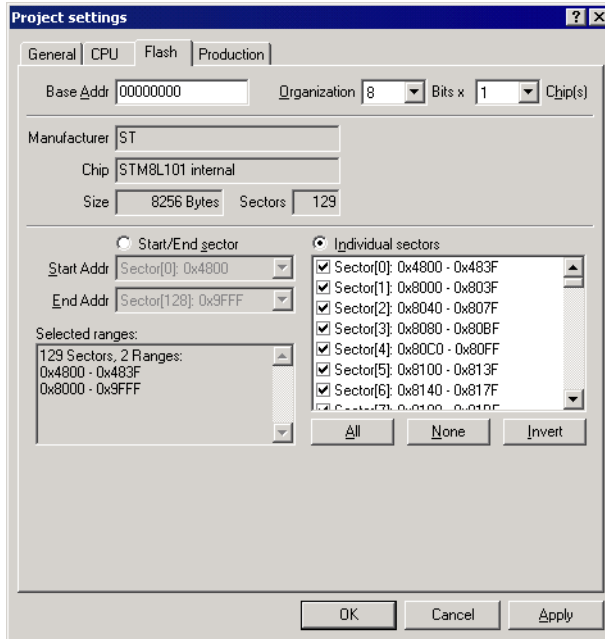 Project settings
General CPU Flash Production
Base Addr 00000000 Organization 8 Bits x 1 Chip(s)
Manufacturer ST
Chip STM8L101 internal
Size 8256 Bytes Sectors 129
Start/End sector
Start Addr Sector[0]: 0x4800
End Addr Sector[128]: 0x9FFF
Selected ranges:
129 Sectors, 2 Ranges:
0x4800 - 0x483F
0x8000 - 0x9FFF
Individual sectors
Sector[0]: 0x4800 - 0x483F
Sector[1]: 0x8000 - 0x803F
Sector[2]: 0x8040 - 0x807F
Sector[3]: 0x8080 - 0x80BF
Sector[4]: 0x80C0 - 0x80FF
Sector[5]: 0x8100 - 0x813F
Sector[6]: 0x8140 - 0x817F
All None Invert
OK Cancel Apply